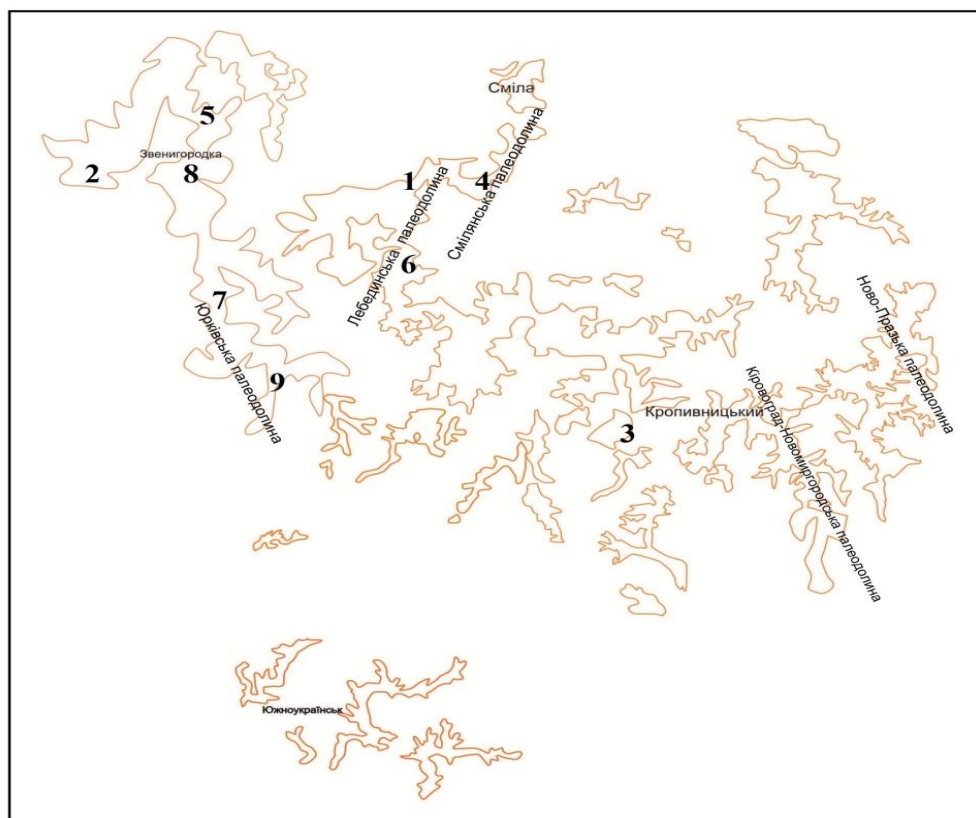 Сміла
5
Звенигородка
2
8
1
4
Лебединська палеодолина
Смілянська палеодолина
6
7
Юрківська палеодолина
Ново-Празька палеодолина
9
Кропивницький
3
Кіровоград-Новомиргородська палеодолина
Южноукраїнськ